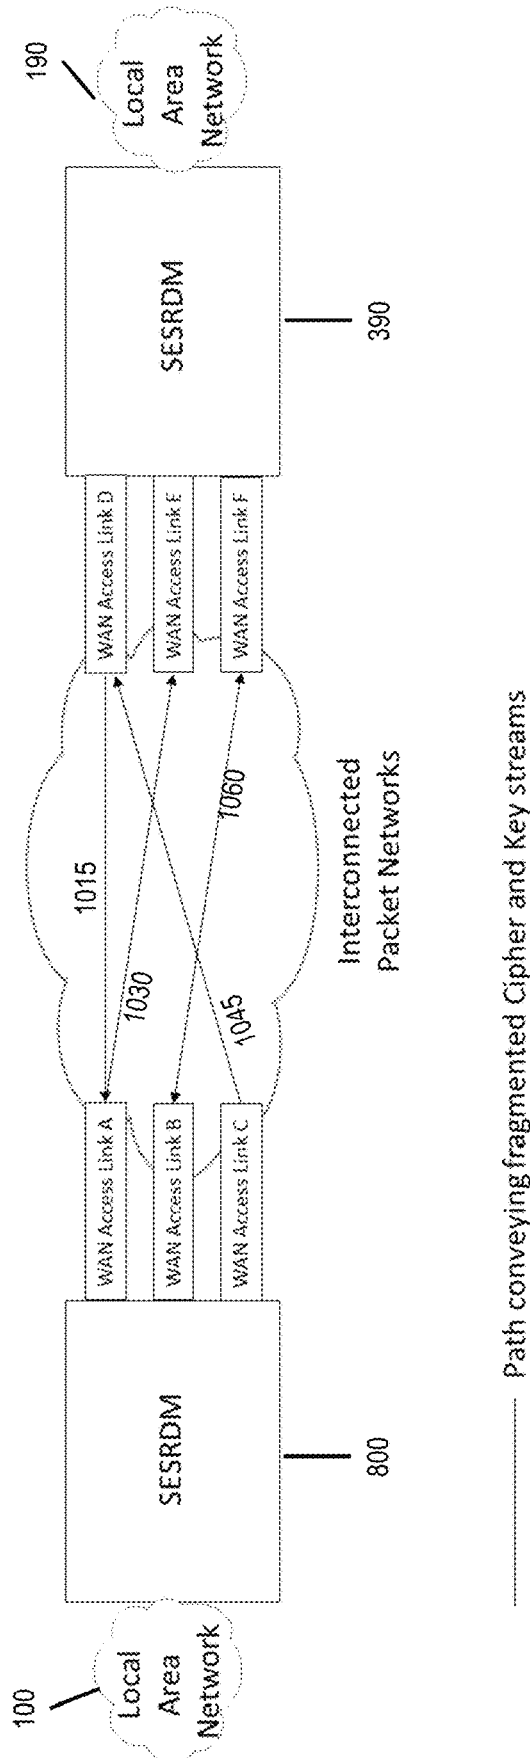 100
Local
Area
Network
SESRDM
800
WAN Access Link A
WAN Access Link B
WAN Access Link C
1015
1030
1045
1060
Interconnected
Packet Networks
WAN Access Link D
WAN Access Link E
WAN Access Link F
SESRDM
390
190
Local
Area
Network
Path conveying fragmented Cipher and Key streams